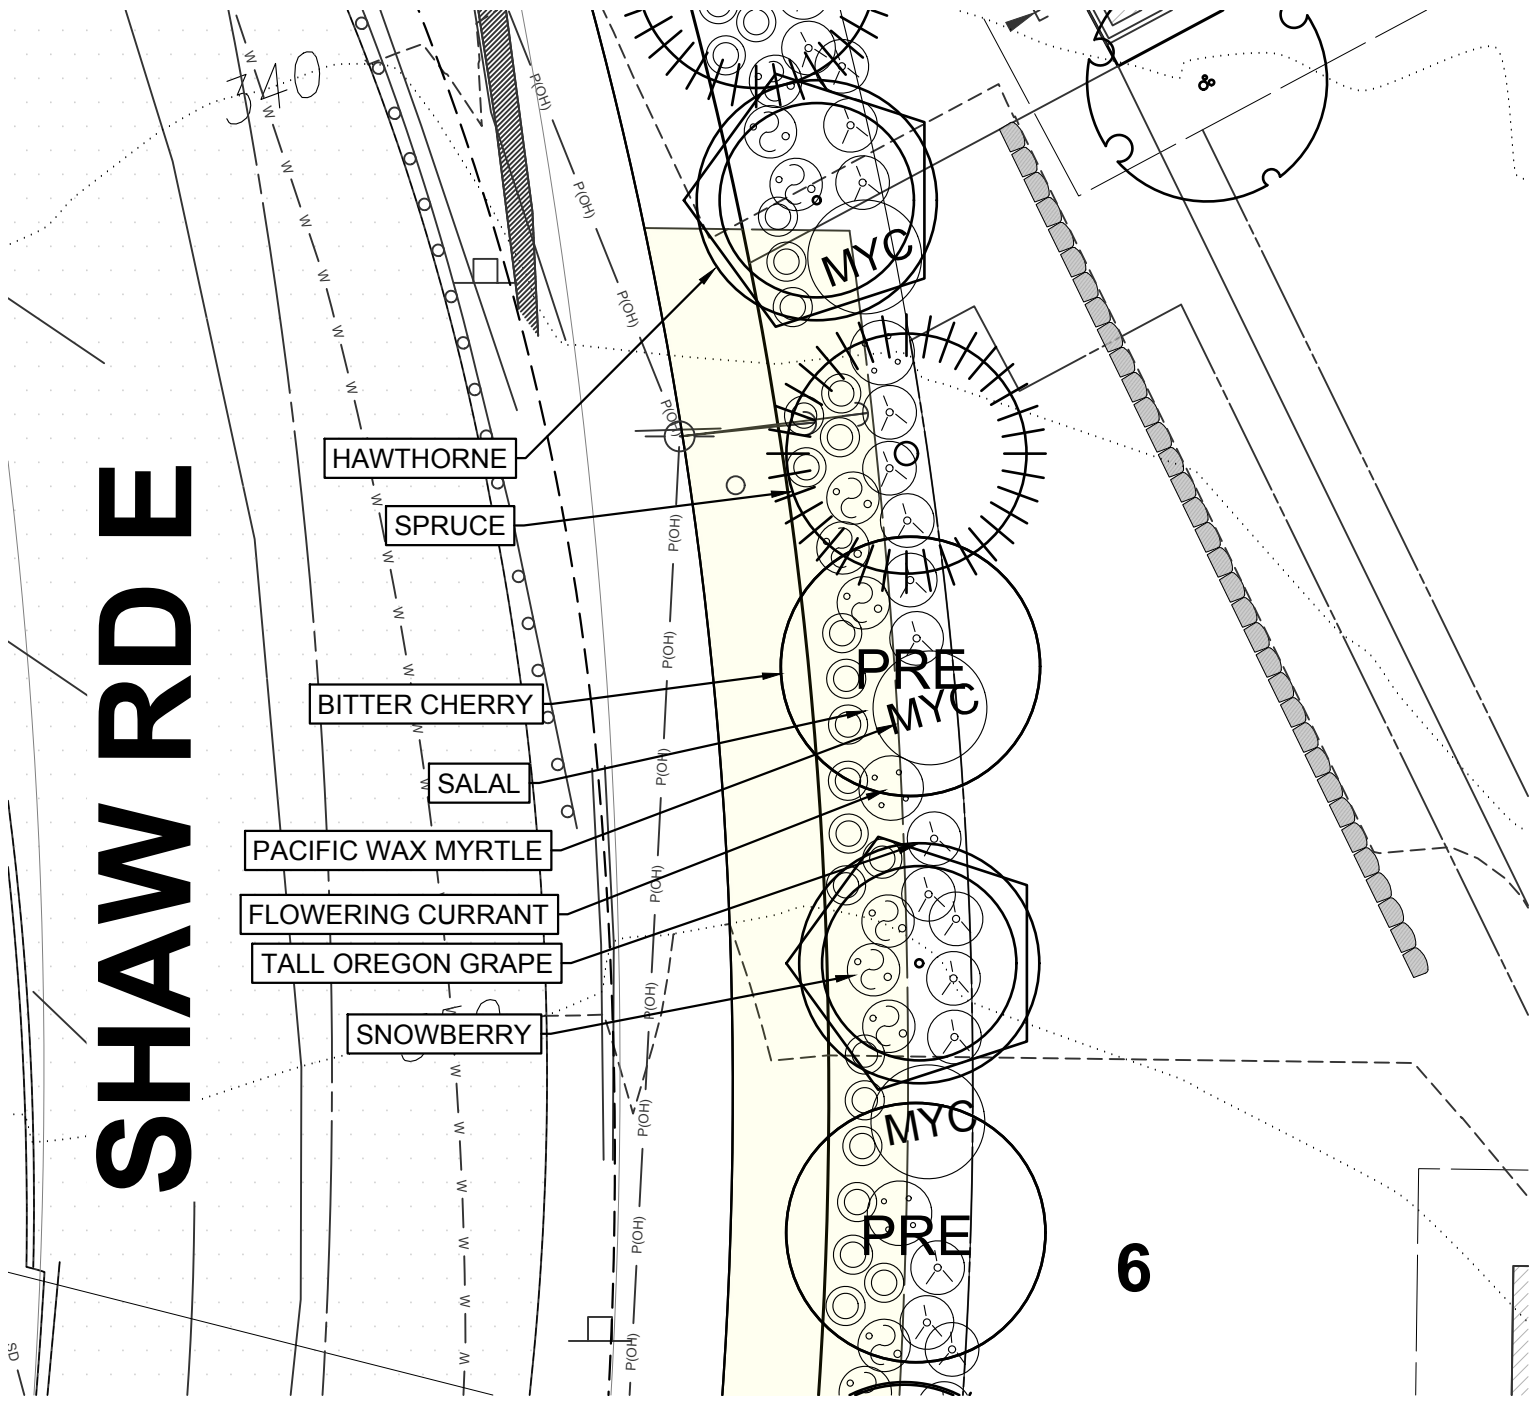 340
P(OH)
W
W
W
W
P(OH)
MYC
W
P(OH)
W
W
P(OH)
HAWTHORNE
W
SPRUCE
P(OH)
W
SHAW RD E
W
P(OH)
PRE
W
BITTER CHERRY
MYC
W
P(OH)
SALAL
W
PACIFIC WAX MYRTLE
P(OH)
FLOWERING CURRANT
TALL OREGON GRAPE
P(OH)
W
SNOWBERRY
W
P(OH)
MYC
W
W
P(OH)
PRE
W
6
W
W
P(OH)
W
SD